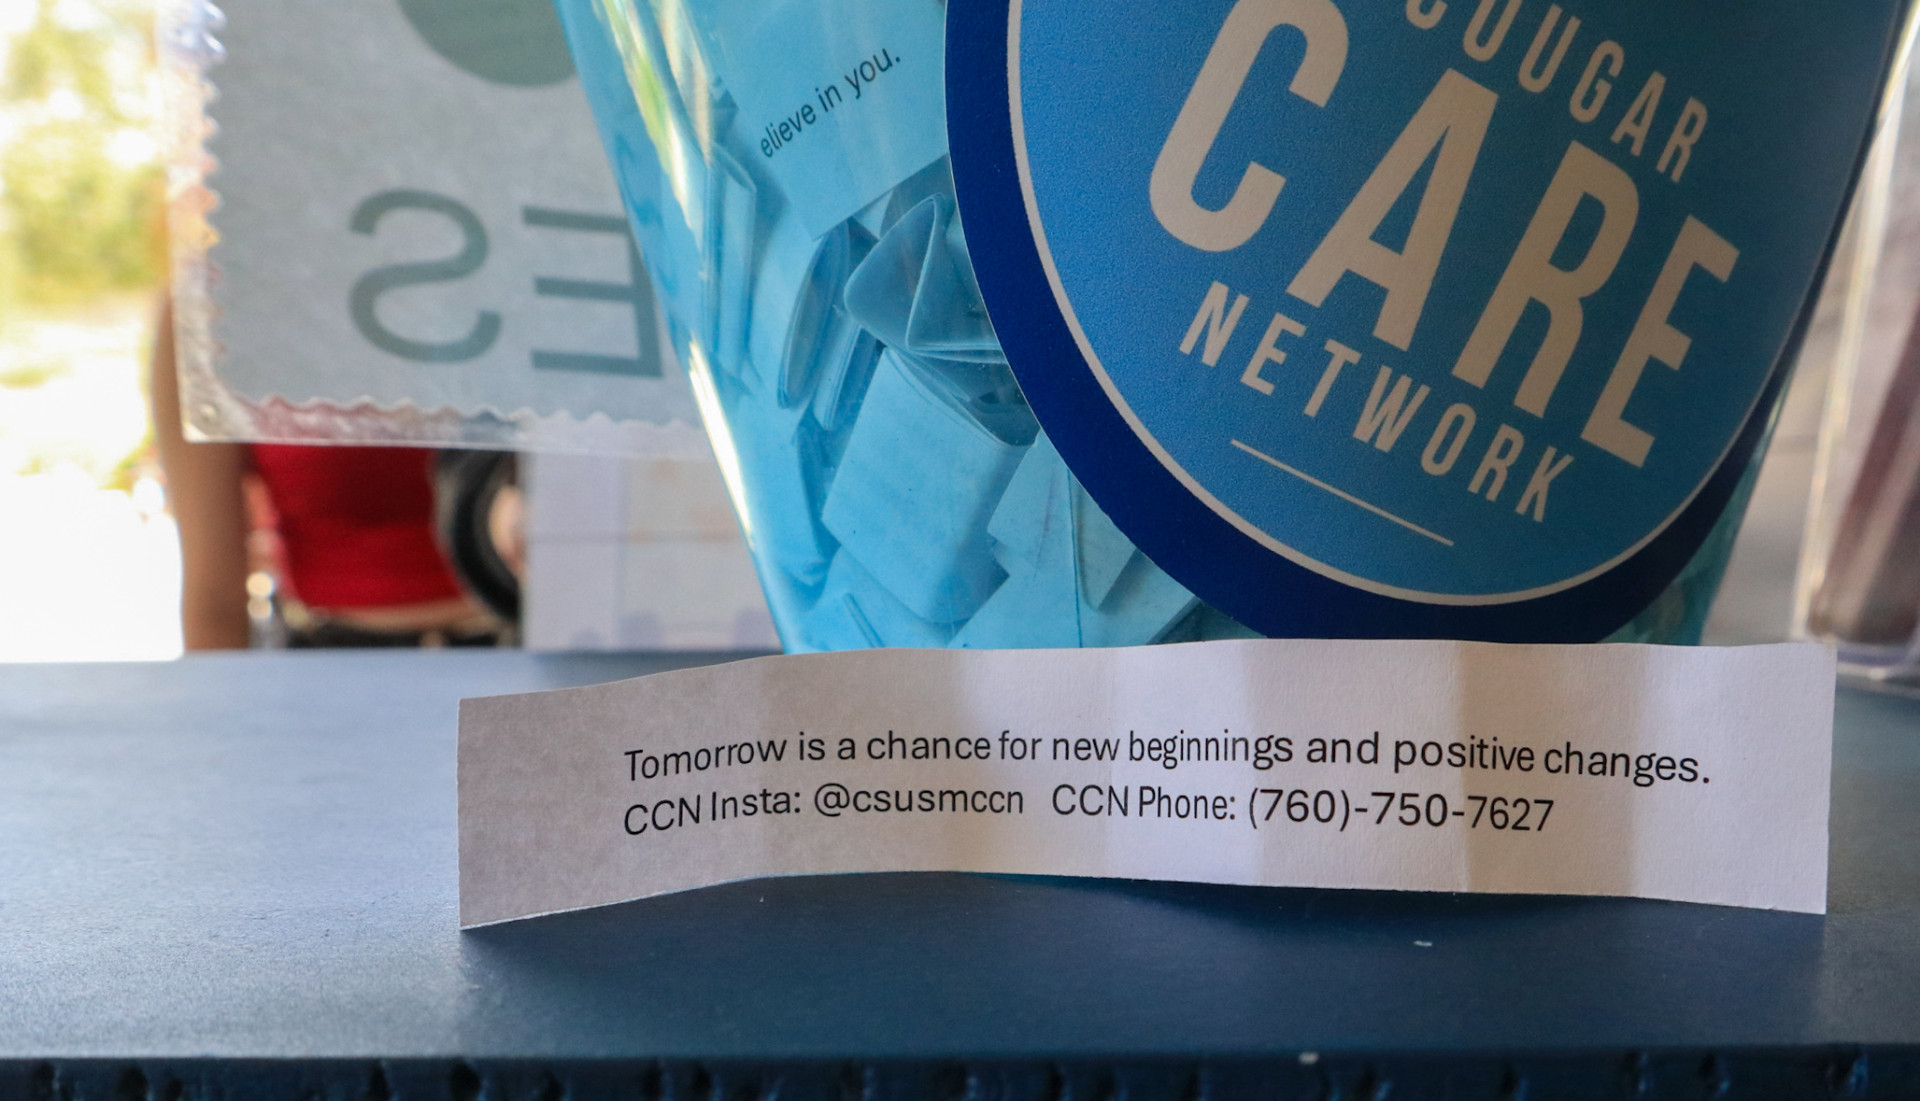 elieve in you.
COUGAR
CARE
NETWORK
ES
Tomorrow is a chance for new beginnings and positive changes.
CCN Insta: @csusmccn CCN Phone: (760)-750-7627